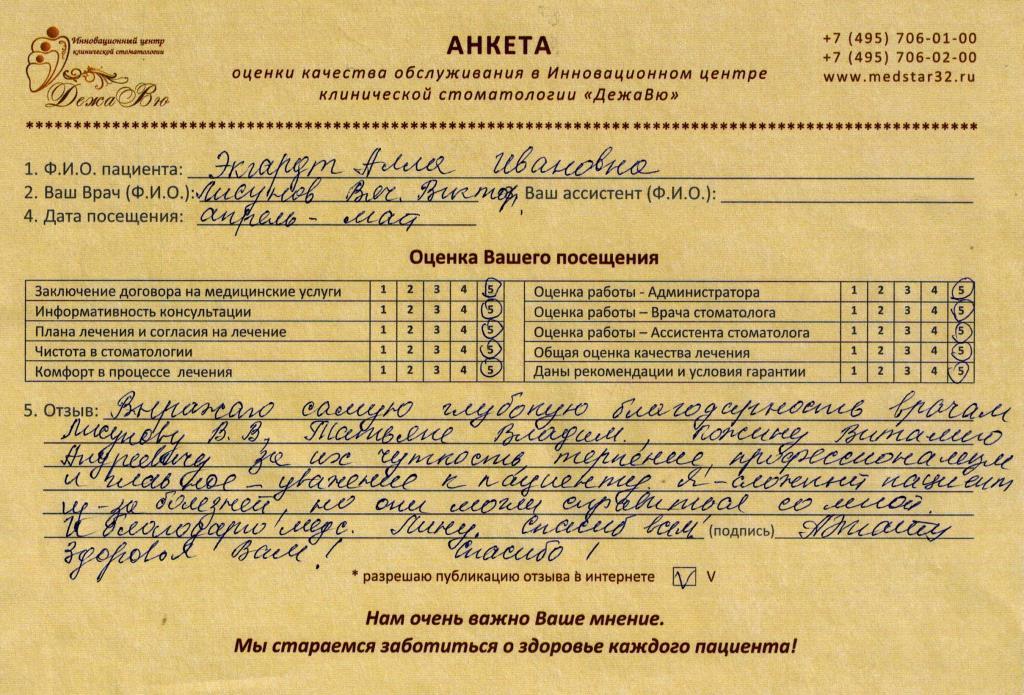 Инновационный центр
клинической стоматологии
ДежаВю
АНКЕТА
оценки качества обслуживания в Инновационном центре
клинической стоматологии «ДежаВю»
+7 (495) 706-01-00
+7 (495) 706-02-00
www.medstar32.ru
1. Ф.И.О. пациента: Экгардт Алла Ивановна
2. Ваш Врач (Ф.И.О.): Лисунов Вяч. Виктор. Ваш ассистент (Ф.И.О.):
4. Дата посещения: апрель - май
Оценка Вашего посещения
Заключение договора на медицинские услуги 1 2 3 4 5
Информативность консультации 1 2 3 4 5
Плана лечения и согласия на лечение 1 2 3 4 5
Чистота в стоматологии 1 2 3 4 5
Комфорт в процессе лечения 1 2 3 4 5
Оценка работы - Администратора 1 2 3 4 5
Оценка работы – Врача стоматолога 1 2 3 4 5
Оценка работы – Ассистента стоматолога 1 2 3 4 5
Общая оценка качества лечения 1 2 3 4 5
Даны рекомендации и условия гарантии 1 2 3 4 5
5. Отзыв: Выражаю самую глубокую благодарность врачам
Лисунову В. В, Татьяне Владим., Кожину Виталию
Андреевичу за их чуткость, терпение, профессионализм
и главное - уважение к пациенту. Я - сложный пациент
из-за болезней, но они могли справиться со мной.
И благодарю медс. Лину. Спасиб всем! (подпись)
Здоровья Вам! Спасибо!
* разрешаю публикацию отзыва в интернете V V
Нам очень важно Ваше мнение.
Мы стараемся заботиться о здоровье каждого пациента!